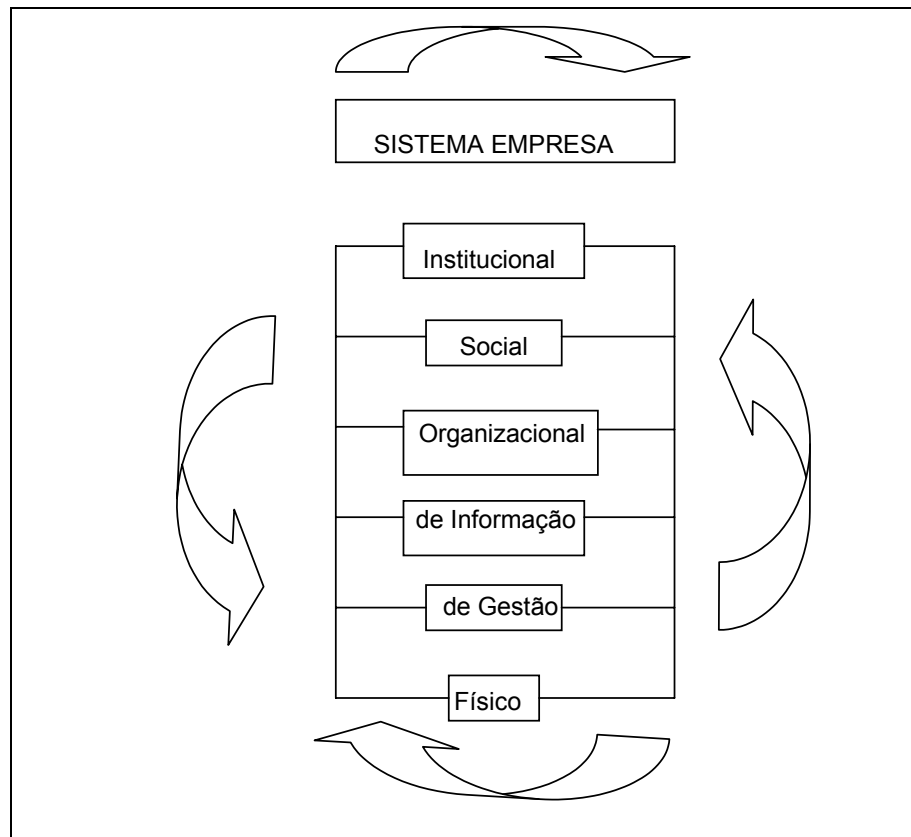 SISTEMA EMPRESA
Institucional
Social
Organizacional
de Informação
de Gestão
Físico